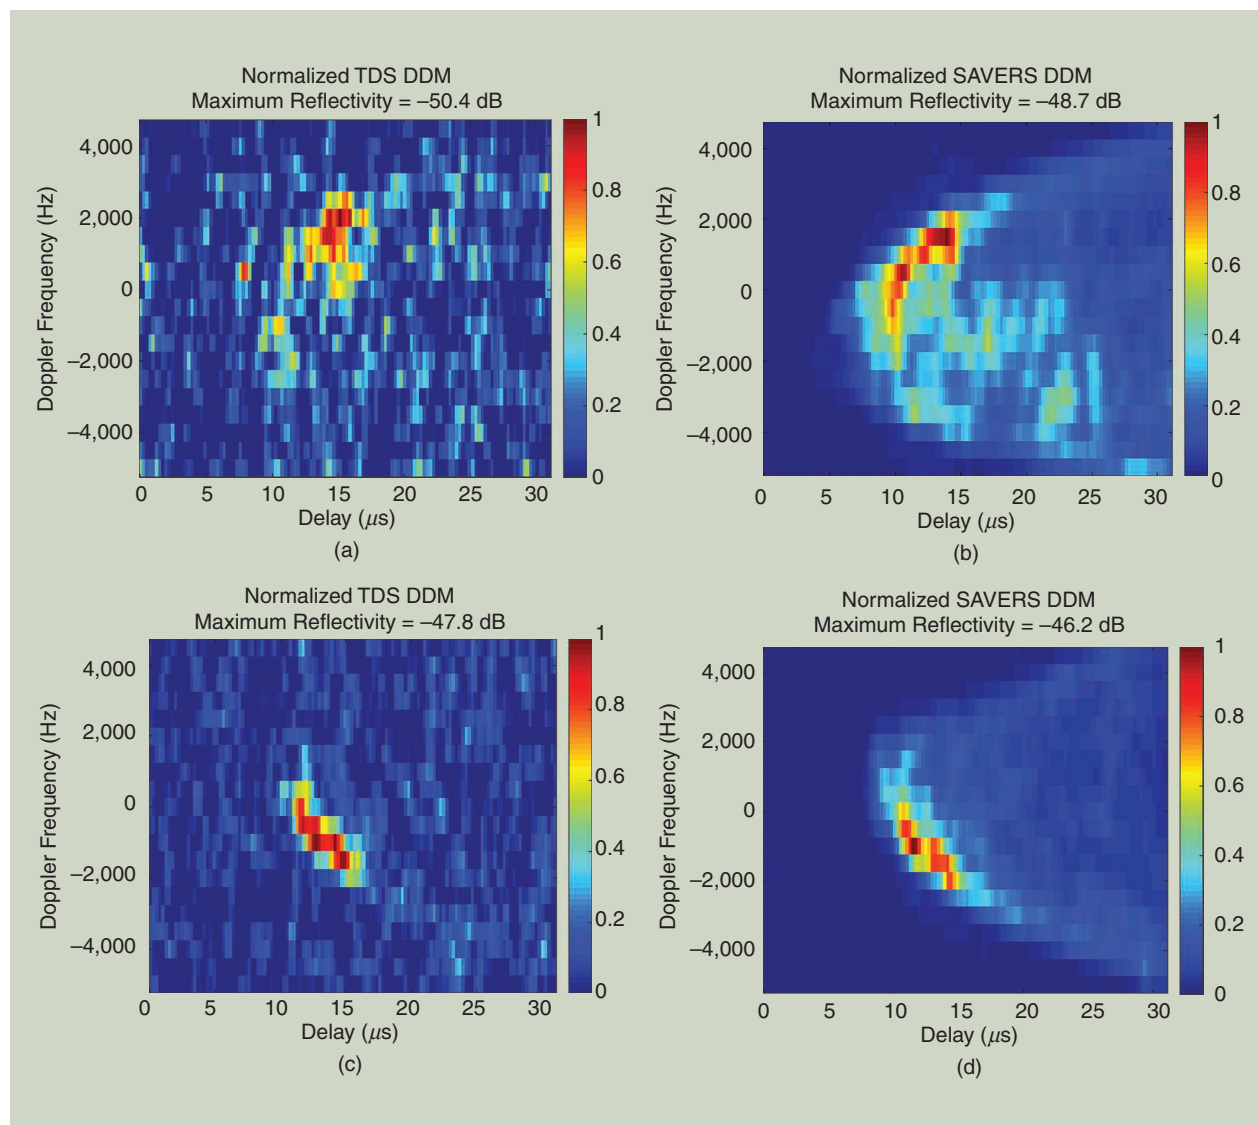 Normalized TDS DDM
Maximum Reflectivity = –50.4 dB
Doppler Frequency (Hz)
4,000
2,000
0
–2,000
–4,000
0 5 10 15 20 25 30
Delay (μs)
1
0.8
0.6
0.4
0.2
0
(a)
Normalized SAVERS DDM
Maximum Reflectivity = –48.7 dB
Doppler Frequency (Hz)
4,000
2,000
0
–2,000
–4,000
0 5 10 15 20 25 30
Delay (μs)
1
0.8
0.6
0.4
0.2
0
(b)
Normalized TDS DDM
Maximum Reflectivity = –47.8 dB
Doppler Frequency (Hz)
4,000
2,000
0
–2,000
–4,000
0 5 10 15 20 25 30
Delay (μs)
1
0.8
0.6
0.4
0.2
0
(c)
Normalized SAVERS DDM
Maximum Reflectivity = –46.2 dB
Doppler Frequency (Hz)
4,000
2,000
0
–2,000
–4,000
0 5 10 15 20 25 30
Delay (μs)
1
0.8
0.6
0.4
0.2
0
(d)